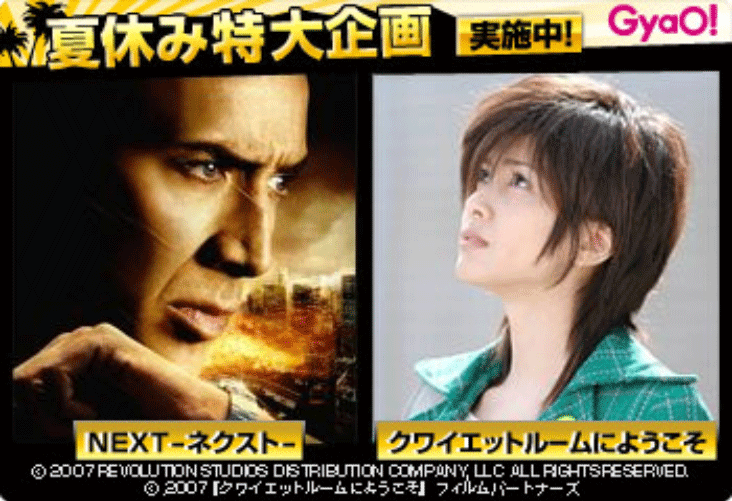 夏休み特大企画 実施中! GyaO!
NEXT-ネクスト-
クワイエットルームにようこそ
© 2007 REVOLUTION STUDIOS DISTRIBUTION COMPANY, LLC ALL RIGHTS RESERVED.
© 2007『クワイエットルームにようこそ』フィルムパートナーズ